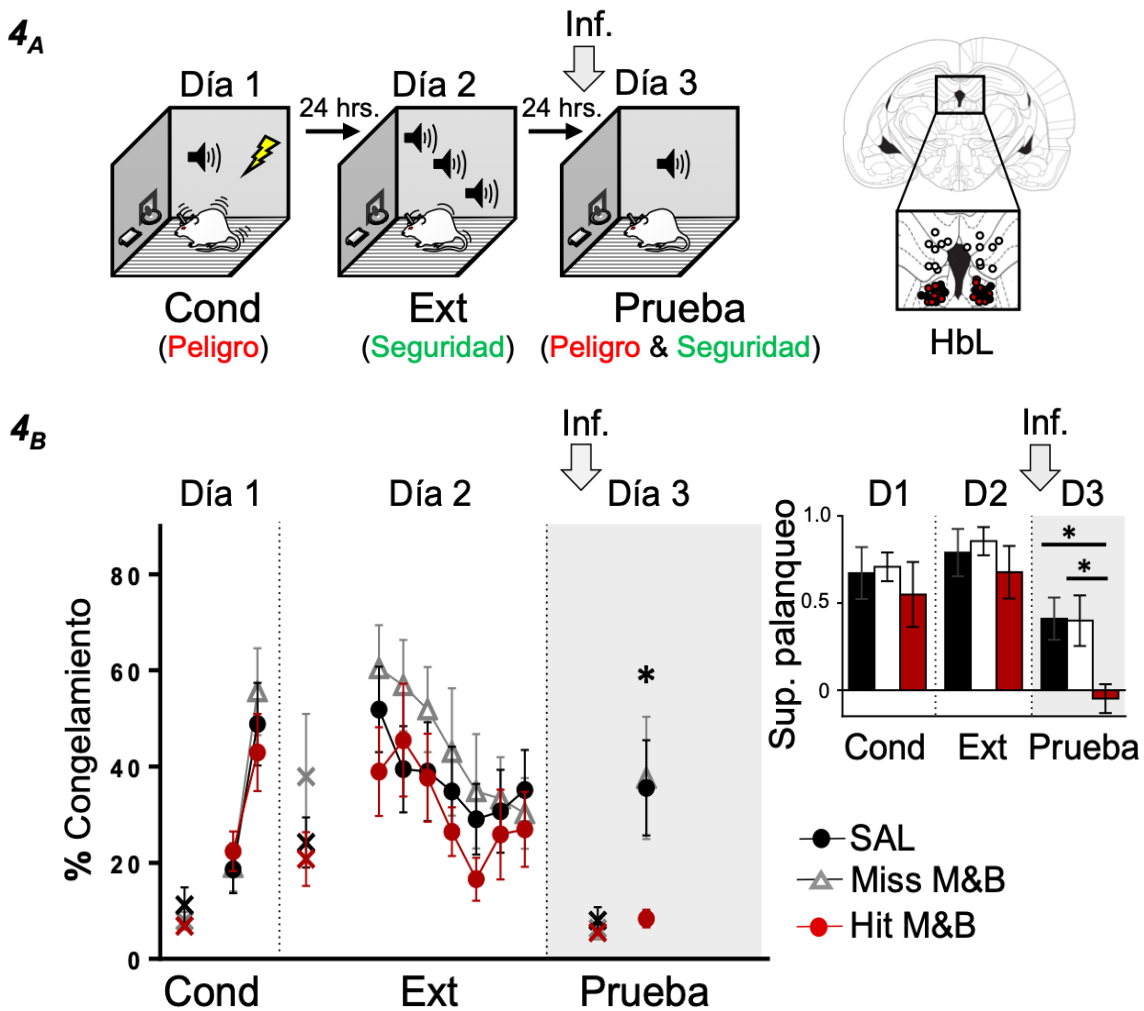 4A
Inf.
Día 1
24 hrs.
Día 2
24 hrs.
Día 3
Cond
(Peligro)
Ext
(Seguridad)
Prueba
(Peligro & Seguridad)
HbL
4B
Inf.
Día 1
Día 2
Día 3
% Congelamiento
80
60
40
20
0
*
Cond
Ext
Prueba
Inf.
D1
D2
D3
Sup. palanqueo
1.0
0.5
0
*
*
Cond
Ext
Prueba
SAL
Miss M&B
Hit M&B